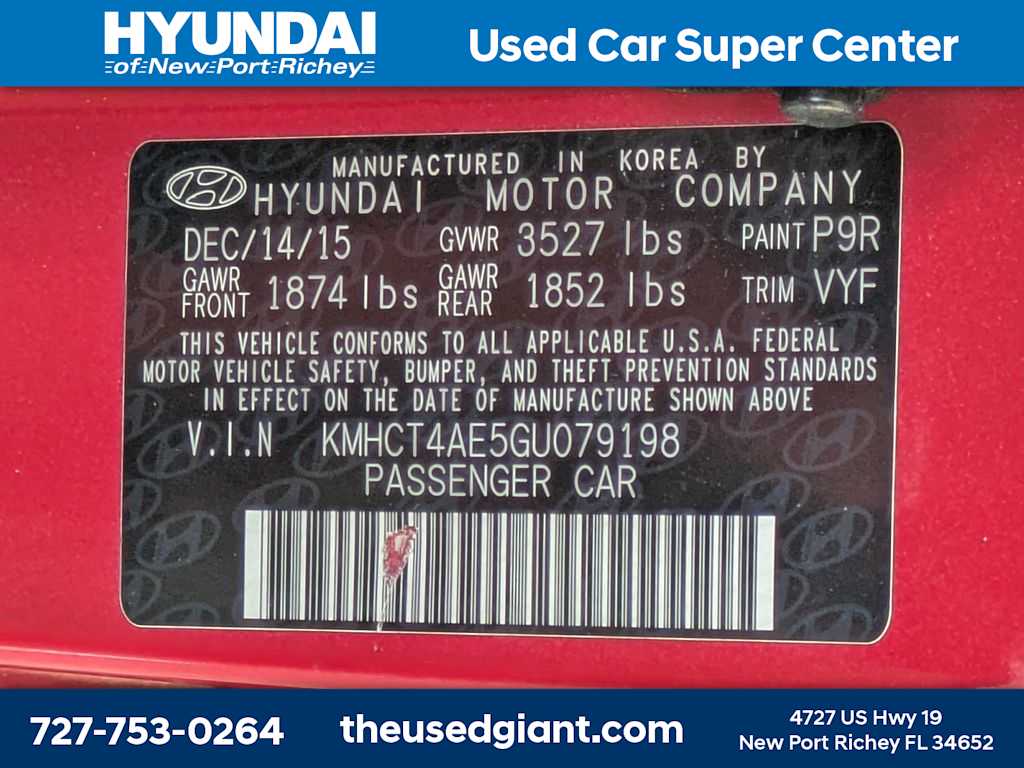 HYUNDAI
of New Port Richey
Used Car Super Center
MANUFACTURED IN KOREA BY
HYUNDAI MOTOR COMPANY
DEC/14/15 GVWR 3527 lbs PAINT P9R
GAWR FRONT 1874 lbs GAWR REAR 1852 lbs TRIM VYF
THIS VEHICLE CONFORMS TO ALL APPLICABLE U.S.A. FEDERAL
MOTOR VEHICLE SAFETY, BUMPER, AND THEFT PREVENTION STANDARDS
IN EFFECT ON THE DATE OF MANUFACTURE SHOWN ABOVE
V.I.N KMHCT4AE5GU079198
PASSENGER CAR
727-753-0264
theusedgiant.com
4727 US Hwy 19
New Port Richey FL 34652